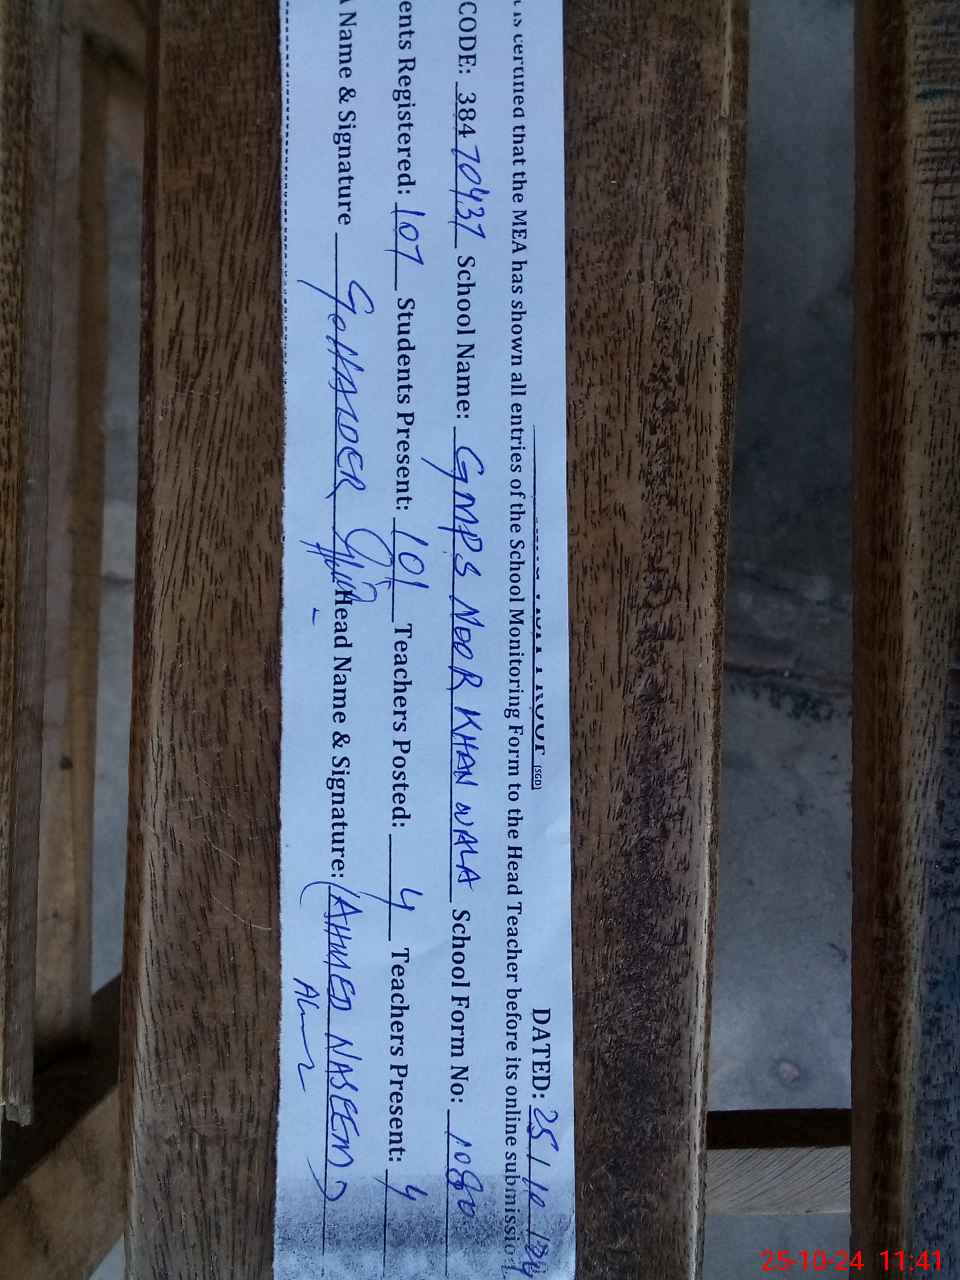 [SGD]
DATED: 25/10/24
certified that the MEA has shown all entries of the School Monitoring Form to the Head Teacher before its online submission
CODE: 38470437 School Name: GMPS NOOR KHAN WALA School Form No: 1080
ents Registered: 107 Students Present: 101 Teachers Posted: 4 Teachers Present: 4
Name & Signature Head Name & Signature: (AHMED NASEEM)
25-10-24 11:41